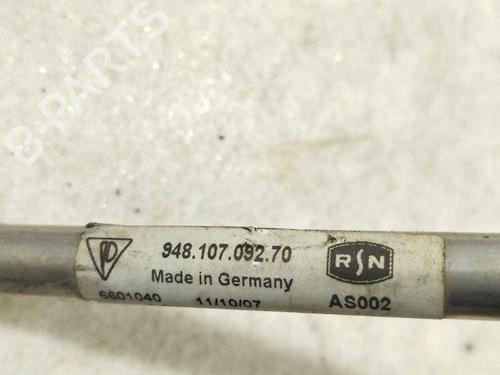 B-PARTS
948.107.092.70
Made in Germany
6601040 11/10/07
RSN
AS002